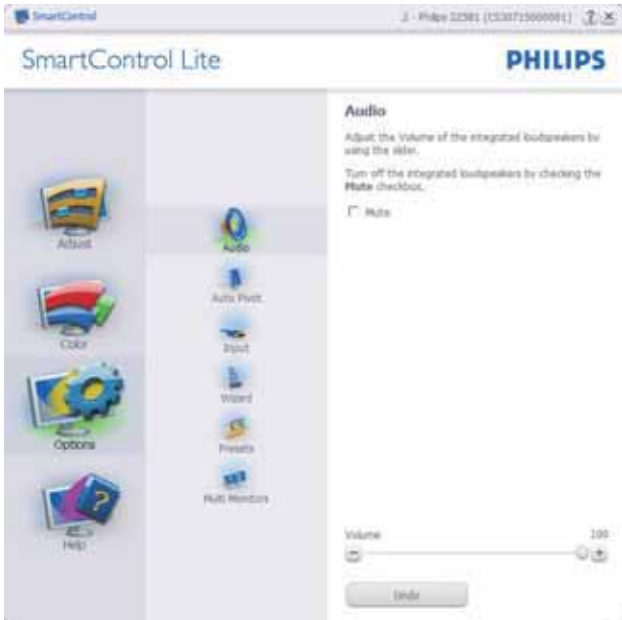 SmartControl
SmartControl Lite
PHILIPS
Adjust
Color
Options
Help
Audio
Auto Pivot
Input
Wizard
Presets
Multi Monitors
Audio
Adjust the Volume of the integrated loudspeakers by
using the slider.
Turn off the integrated loudspeakers by checking the
Mute checkbox.
Mute
Volume 100
Undo